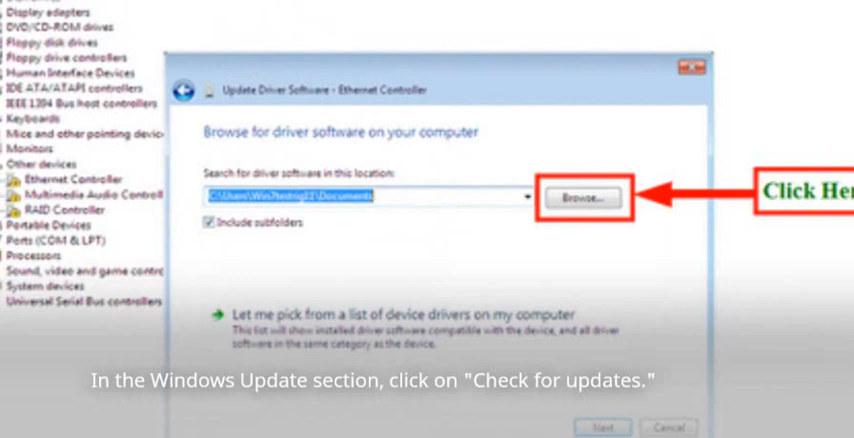 Display adapters
DVD/CD-ROM drives
Floppy disk drives
Floppy drive controllers
Human Interface Devices
IDE ATA/ATAPI controllers
IEEE 1394 Bus host controllers
Keyboards
Mice and other pointing devic
Monitors
Other devices
Ethernet Controller
Multimedia Audio Controll
RAID Controller
Portable Devices
Ports (COM & LPT)
Processors
Sound, video and game contro
System devices
Universal Serial Bus controllers
Update Driver Software - Ethernet Controller
Browse for driver software on your computer
Search for driver software in this location:
C:\Users\Win7testrig11\Documents
Browse...
Include subfolders
Click Her
Let me pick from a list of device drivers on my computer
This list will show installed driver software compatible with the device, and all driver
software in the same category as the device.
In the Windows Update section, click on "Check for updates."
Next
Cancel